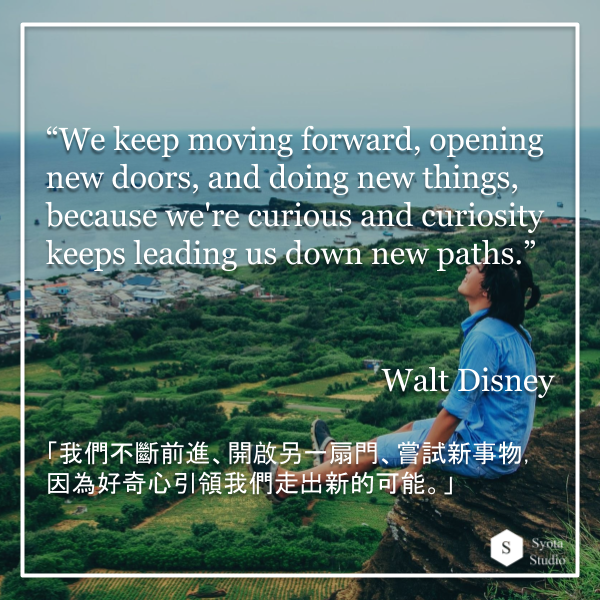 “We keep moving forward, opening
new doors, and doing new things,
because we're curious and curiosity
keeps leading us down new paths.”
Walt Disney
「我們不斷前進、開啟另一扇門、嘗試新事物,
因為好奇心引領我們走出新的可能。」
S
Syota
Studio